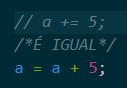 // a += 5;
/*É IGUAL*/
a = a + 5;